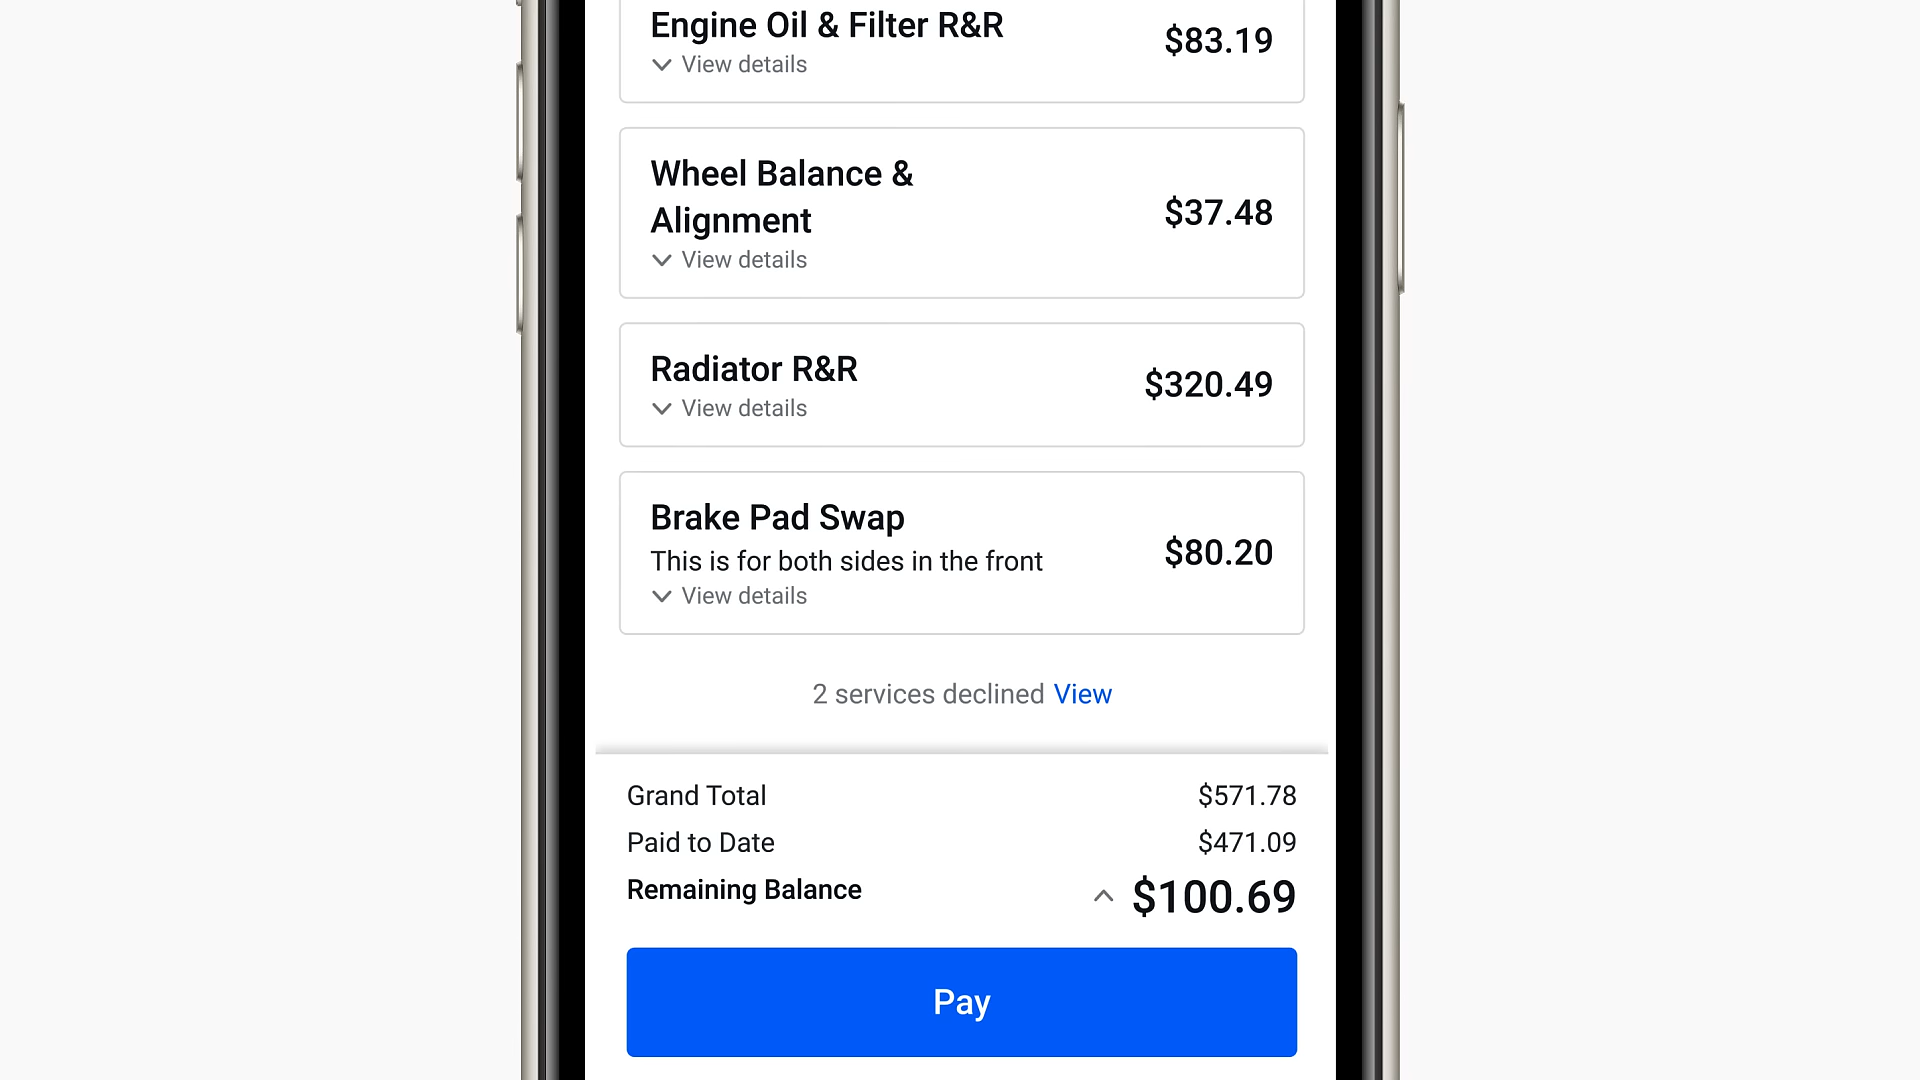 Engine Oil & Filter R&R
View details
$83.19
Wheel Balance &
Alignment
View details
$37.48
Radiator R&R
View details
$320.49
Brake Pad Swap
This is for both sides in the front
View details
$80.20
2 services declined View
Grand Total $571.78
Paid to Date $471.09
Remaining Balance $100.69
Pay